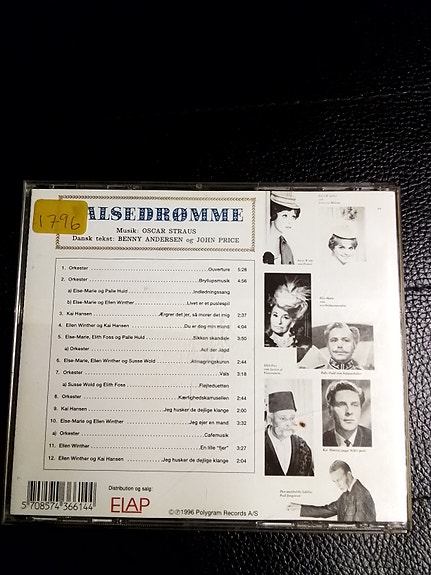 1796
ALSEDRØMME
Musik: OSCAR STRAUS
Dansk tekst: BENNY ANDERSEN og JOHN PRICE
1. Orkester Ouverture 5:28
2. Orkester Bryllupsmusik 4:56
a) Else-Marie og Palle Huld Indledningssang
b) Else-Marie og Ellen Winther Livet er et puslespil
3. Kai Hansen Ærgrer det jer, så morer det mig 2:37
4. Ellen Winther og Kai Hansen Du er dog min mand 4:04
5. Else-Marie, Elith Foss og Palle Huld Sikken skandale 3:50
a) Orkester Auf der Jagd
6. Else-Marie, Ellen Winther og Susse Wold Afmagringskuren 2:44
7. Orkester Vals 3:18
a) Susse Wold og Elith Foss Fløjteduetten
8. Orkester Kærlighedskarrusellen 2:04
9. Kai Hansen Jeg husker de dejlige klange 2:00
10. Else-Marie og Ellen Winther Jeg ejer en mand 3:32
a) Orkester Cafemusik
11. Ellen Winther En lille "fjer" 3:27
12. Ellen Winther og Kai Hansen Jeg husker de dejlige klange 2:04
5 708574 366144
Distribution og salg:
ELAP
©℗1996 Polygram Records A/S